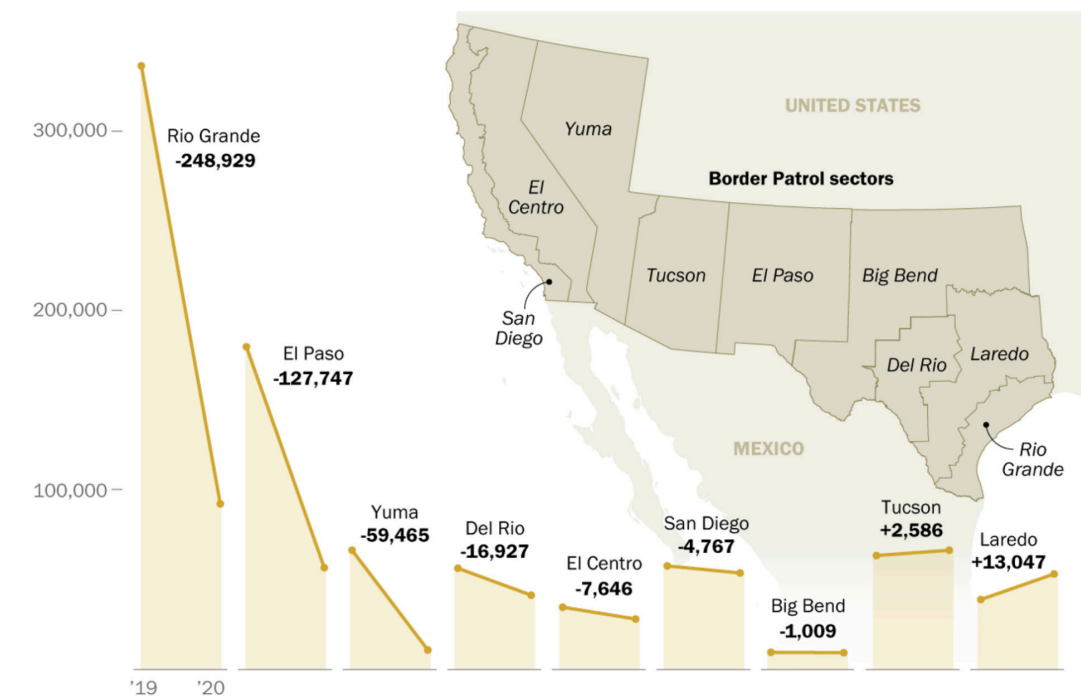 300,000
200,000
100,000
Rio Grande
-248,929
El Paso
-127,747
Yuma
-59,465
Del Rio
-16,927
El Centro
-7,646
San Diego
-4,767
Big Bend
-1,009
Tucson
+2,586
Laredo
+13,047
'19
'20
UNITED STATES
Border Patrol sectors
Yuma
El
Centro
San
Diego
Tucson
El Paso
Big Bend
Del Rio
Laredo
Rio
Grande
MEXICO